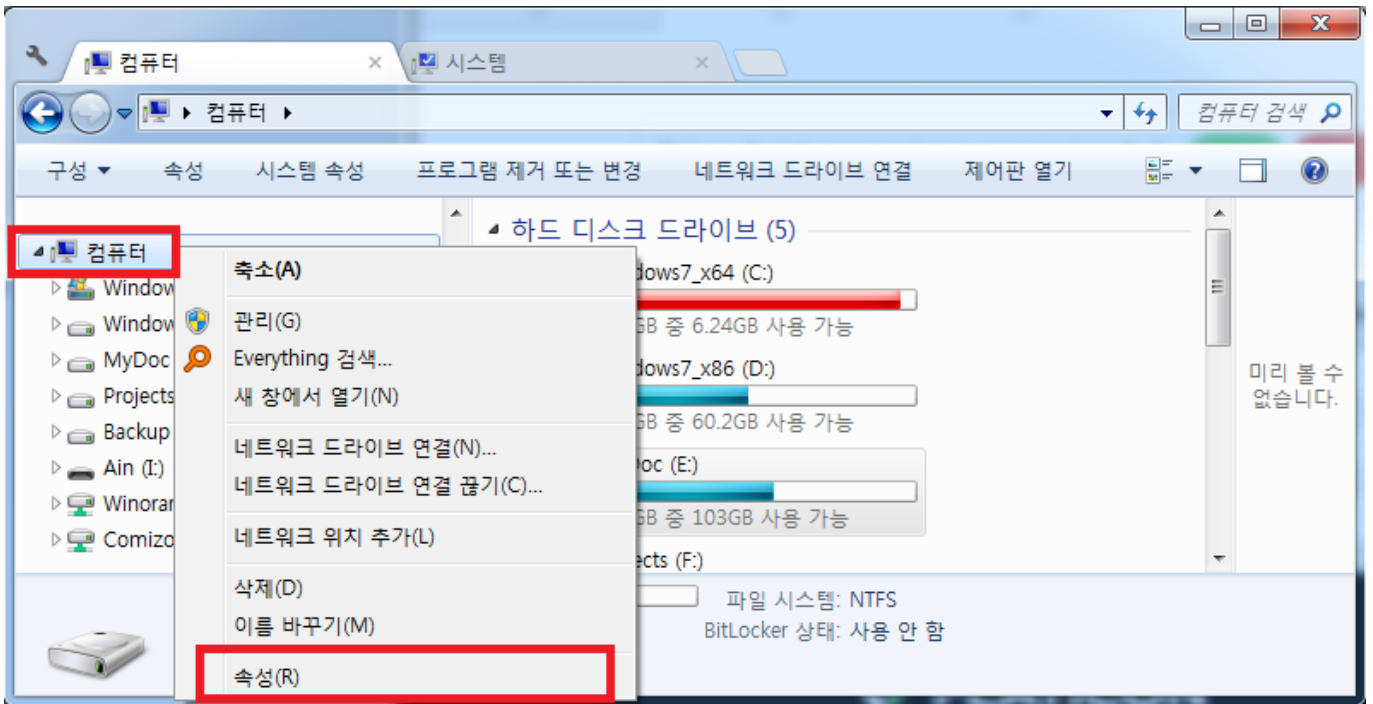 컴퓨터
시스템
컴퓨터
컴퓨터 검색
구성 속성 시스템 속성 프로그램 제거 또는 변경 네트워크 드라이브 연결 제어판 열기
컴퓨터
Window
Window
MyDoc
Projects
Backup
Ain (I:)
Winoran
Comizo
축소(A)
관리(G)
Everything 검색...
새 창에서 열기(N)
네트워크 드라이브 연결(N)...
네트워크 드라이브 연결 끊기(C)...
네트워크 위치 추가(L)
삭제(D)
이름 바꾸기(M)
속성(R)
하드 디스크 드라이브 (5)
dows7_x64 (C:)
GB 중 6.24GB 사용 가능
dows7_x86 (D:)
GB 중 60.2GB 사용 가능
oc (E:)
GB 중 103GB 사용 가능
ects (F:)
미리 볼 수
없습니다.
파일 시스템: NTFS
BitLocker 상태: 사용 안 함